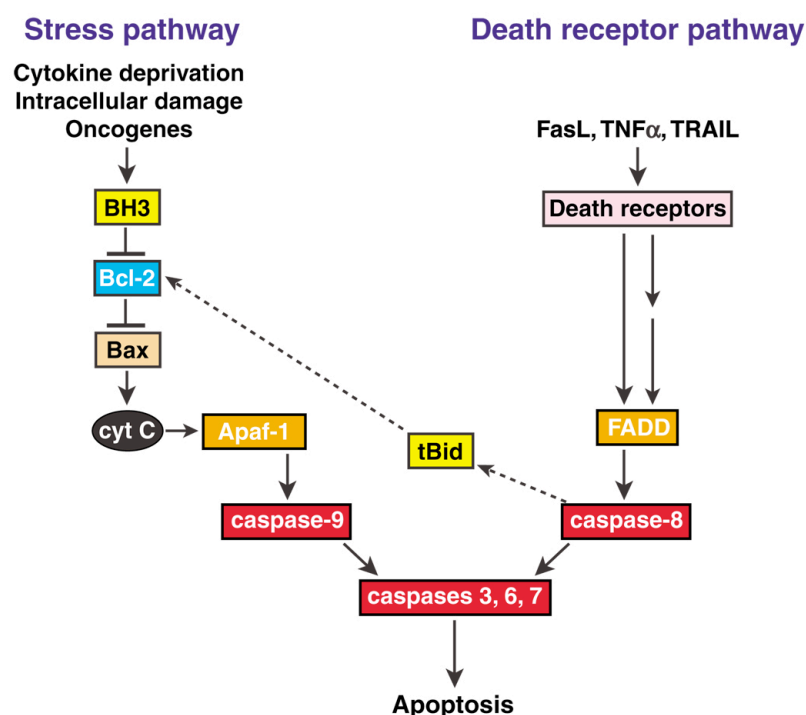 Stress pathway
Death receptor pathway
Cytokine deprivation
Intracellular damage
Oncogenes
FasL, TNFα, TRAIL
BH3
Death receptors
Bcl-2
Bax
cyt C
Apaf-1
tBid
FADD
caspase-9
caspase-8
caspases 3, 6, 7
Apoptosis